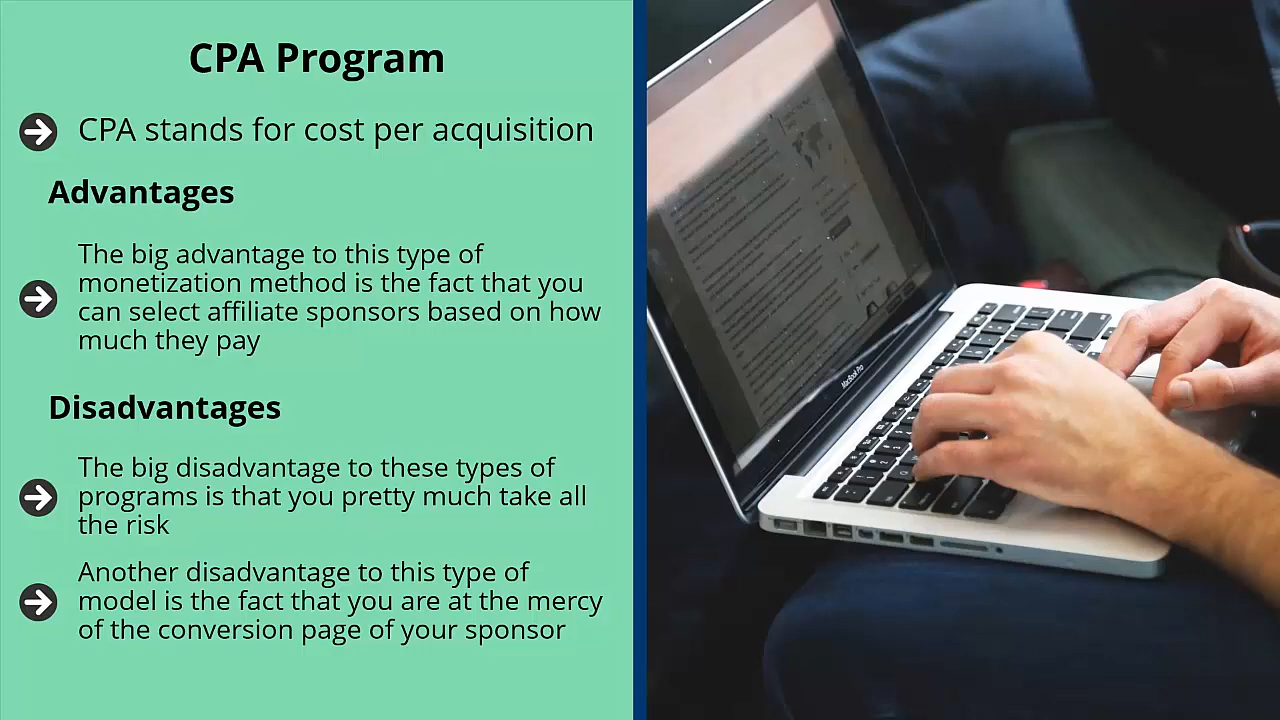 CPA Program
CPA stands for cost per acquisition
Advantages
The big advantage to this type of
monetization method is the fact that you
can select affiliate sponsors based on how
much they pay
Disadvantages
The big disadvantage to these types of
programs is that you pretty much take all
the risk
Another disadvantage to this type of
model is the fact that you are at the mercy
of the conversion page of your sponsor
MacBook Pro